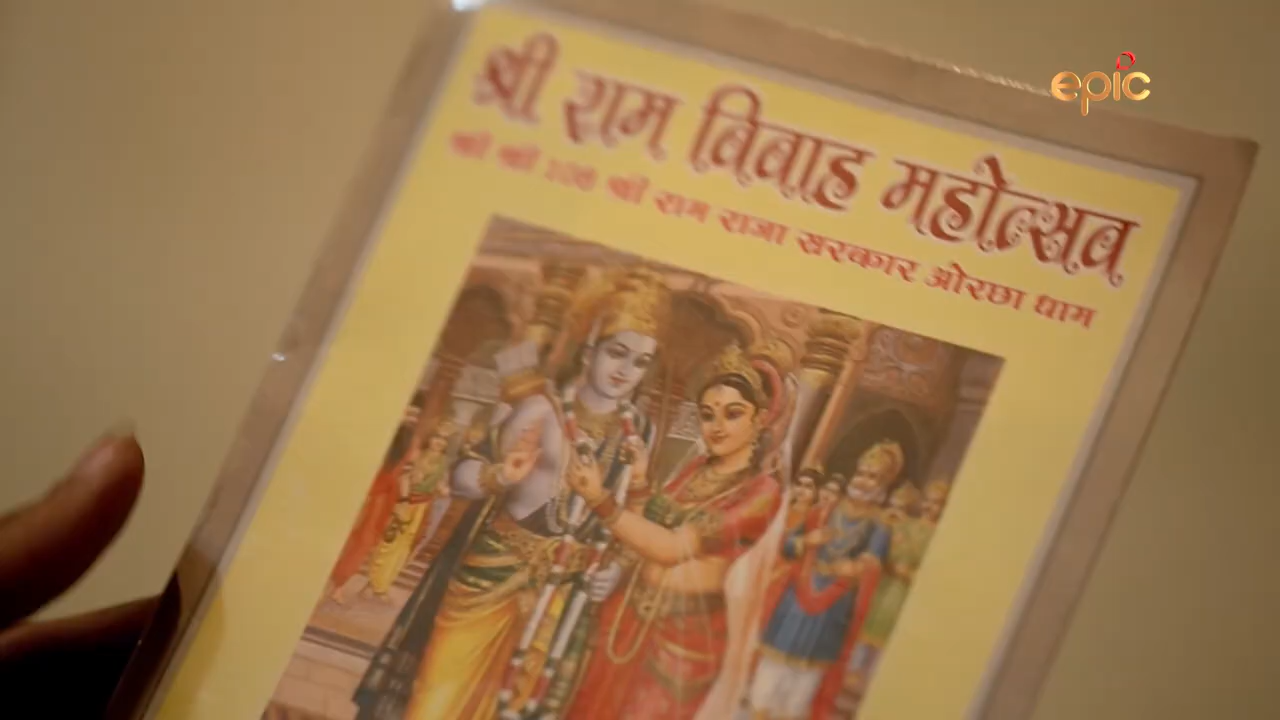 epic
श्री राम विवाह महोत्सव
श्री श्री 108 श्री राम राजा सरकार ओरछा धाम